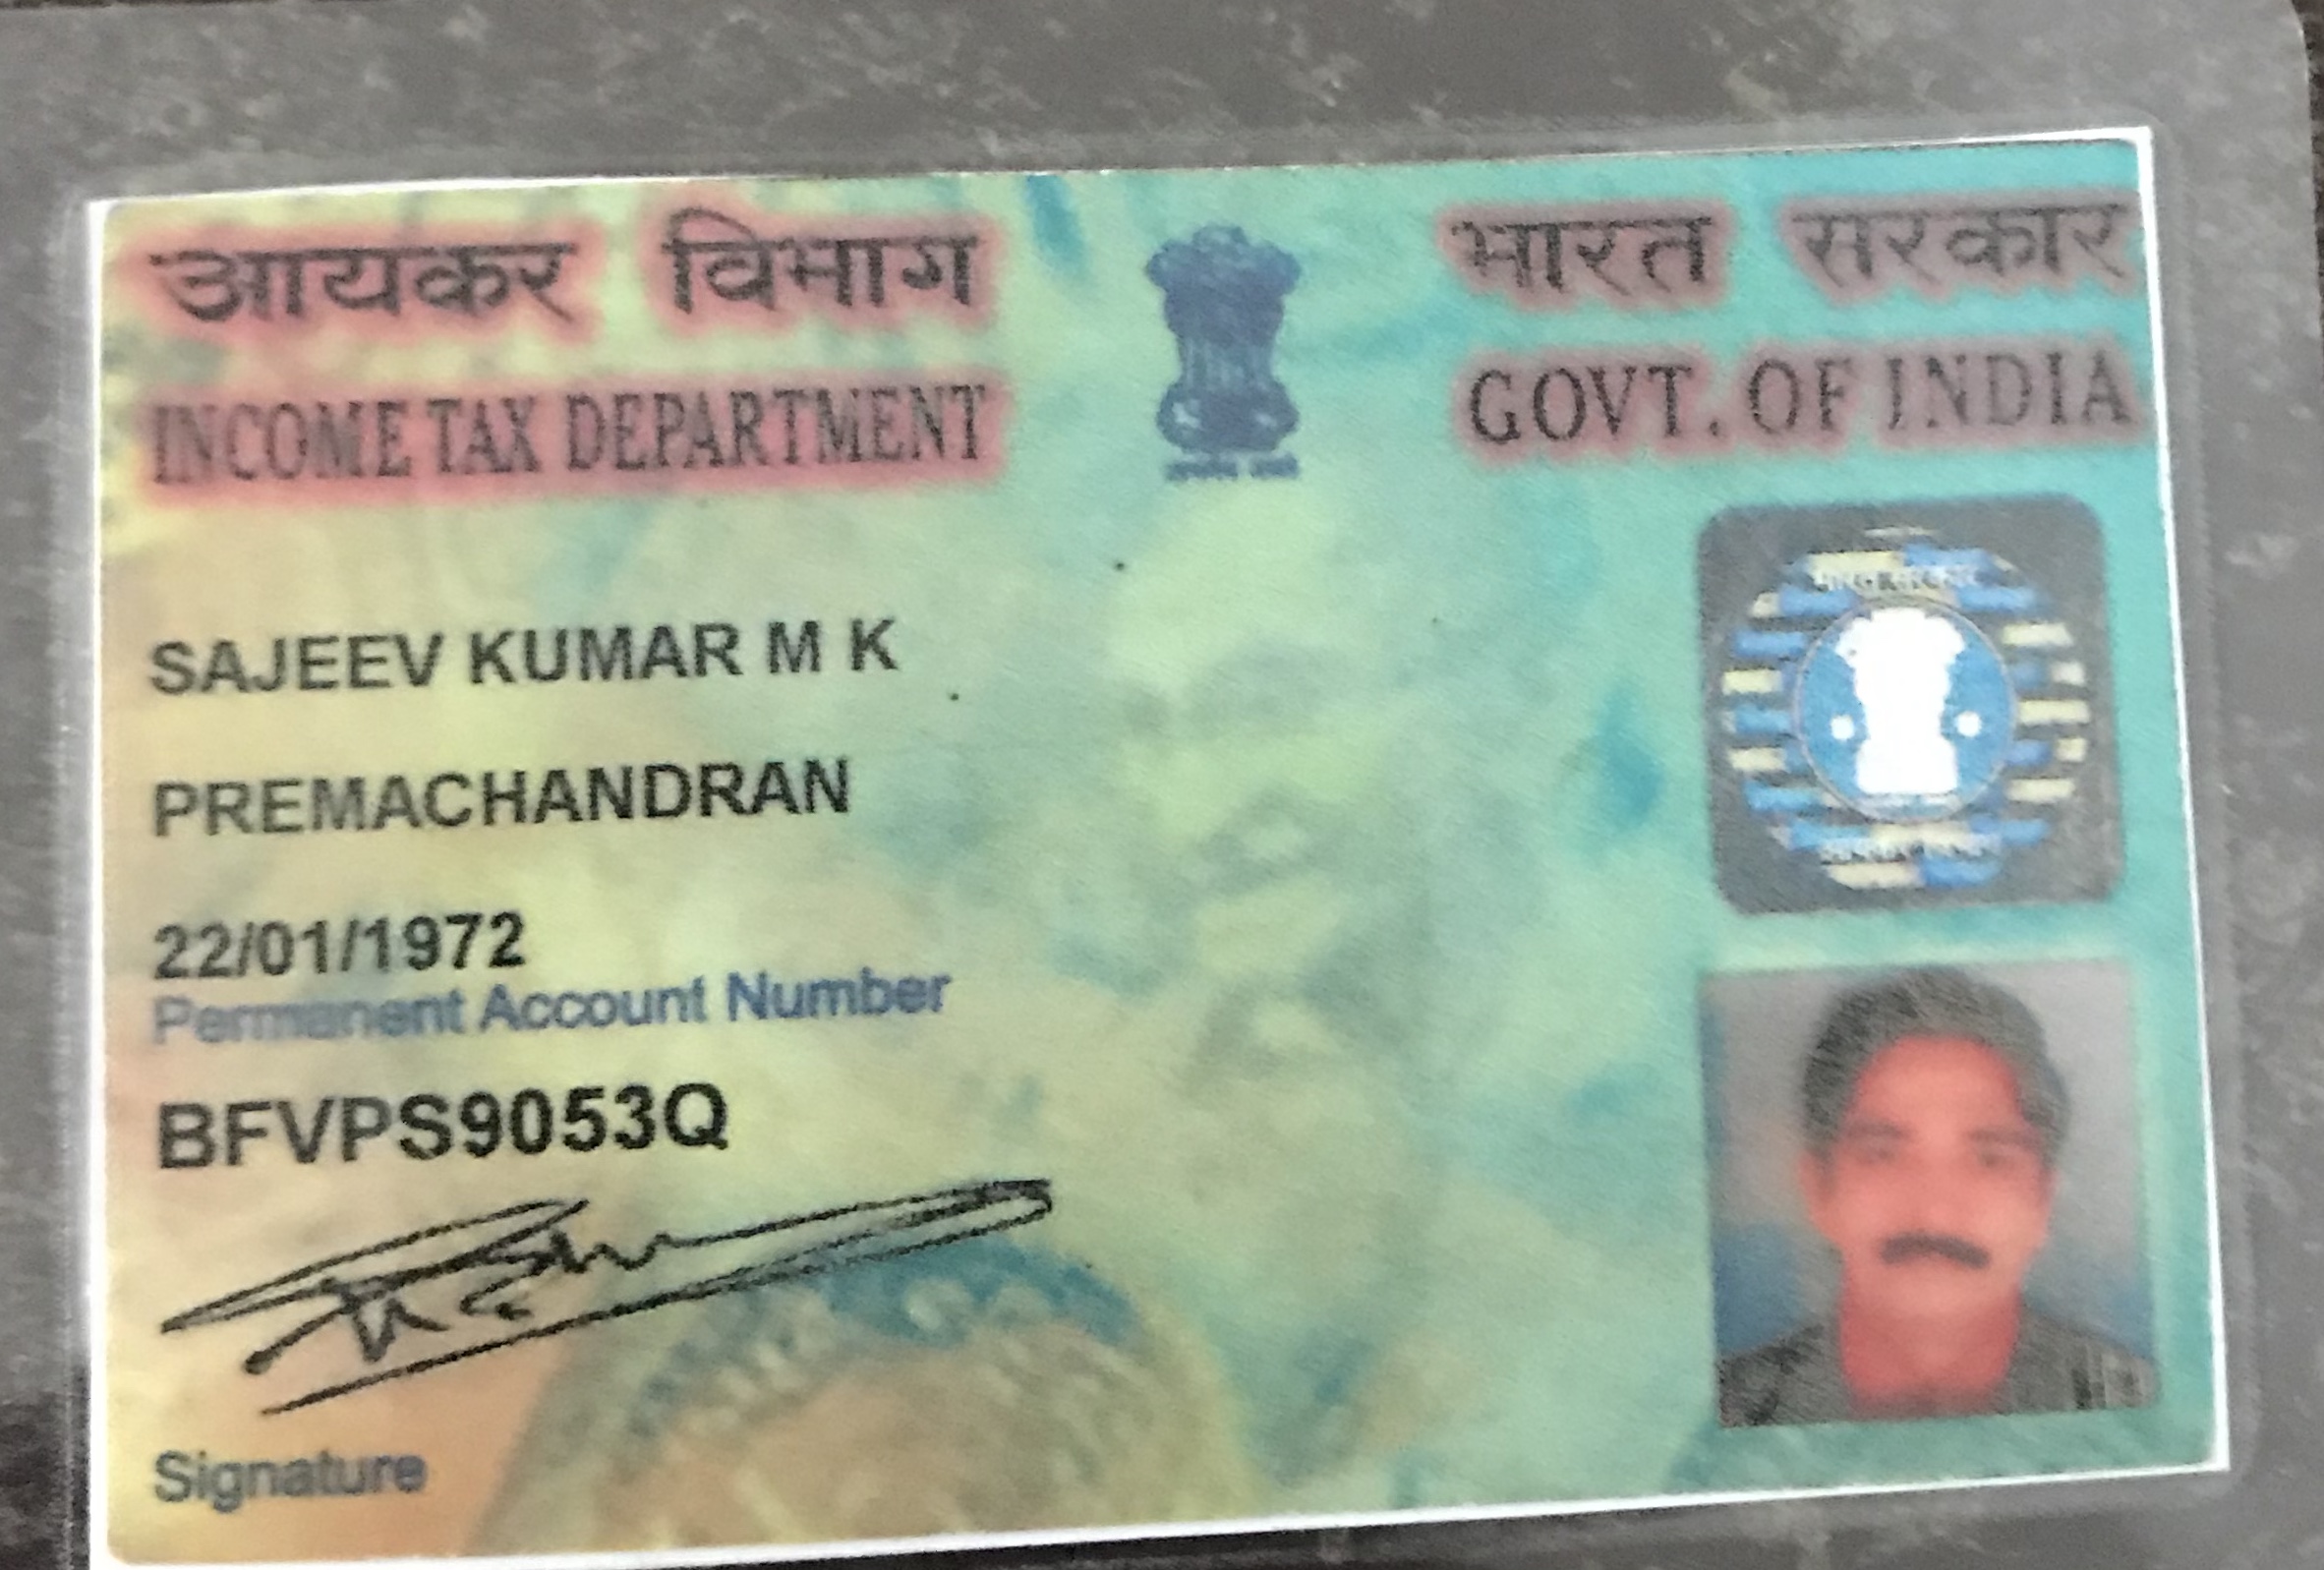 आयकर विभाग
INCOME TAX DEPARTMENT
भारत सरकार
GOVT. OF INDIA
SAJEEV KUMAR M K
PREMACHANDRAN
22/01/1972
Permanent Account Number
BFVPS9053Q
Signature